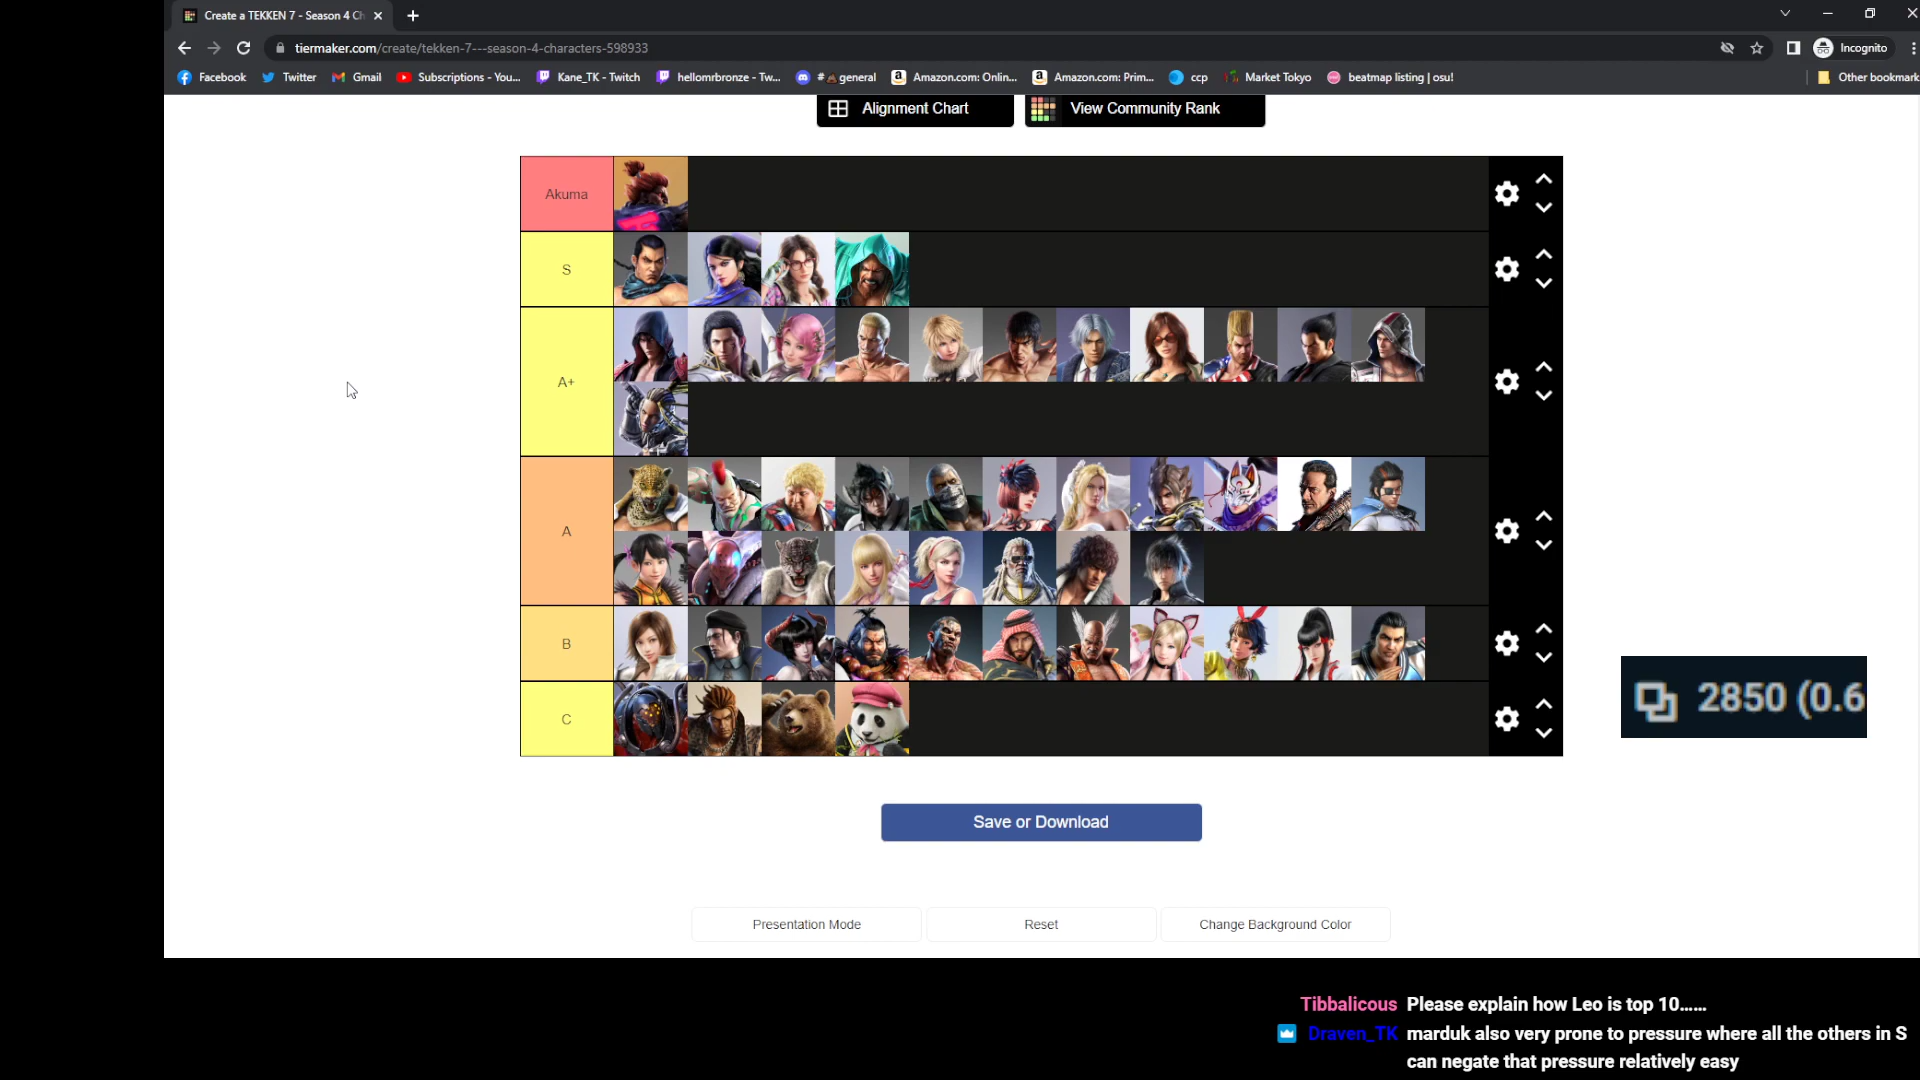 Create a TEKKEN 7 - Season 4 Ch
tiermaker.com/create/tekken-7---season-4-characters-598933
Incognito
Facebook
Twitter
Gmail
Subscriptions - You...
Kane_TK - Twitch
hellomrbronze - Tw...
#💩general
Amazon.com: Onlin...
Amazon.com: Prim...
ccp
Market Tokyo
beatmap listing | osu!
Other bookmark
Alignment Chart
View Community Rank
Akuma
S
A+
A
B
C
2850 (0.6
Save or Download
Presentation Mode
Reset
Change Background Color
Tibbalicous Please explain how Leo is top 10......
Draven_TK marduk also very prone to pressure where all the others in S
can negate that pressure relatively easy